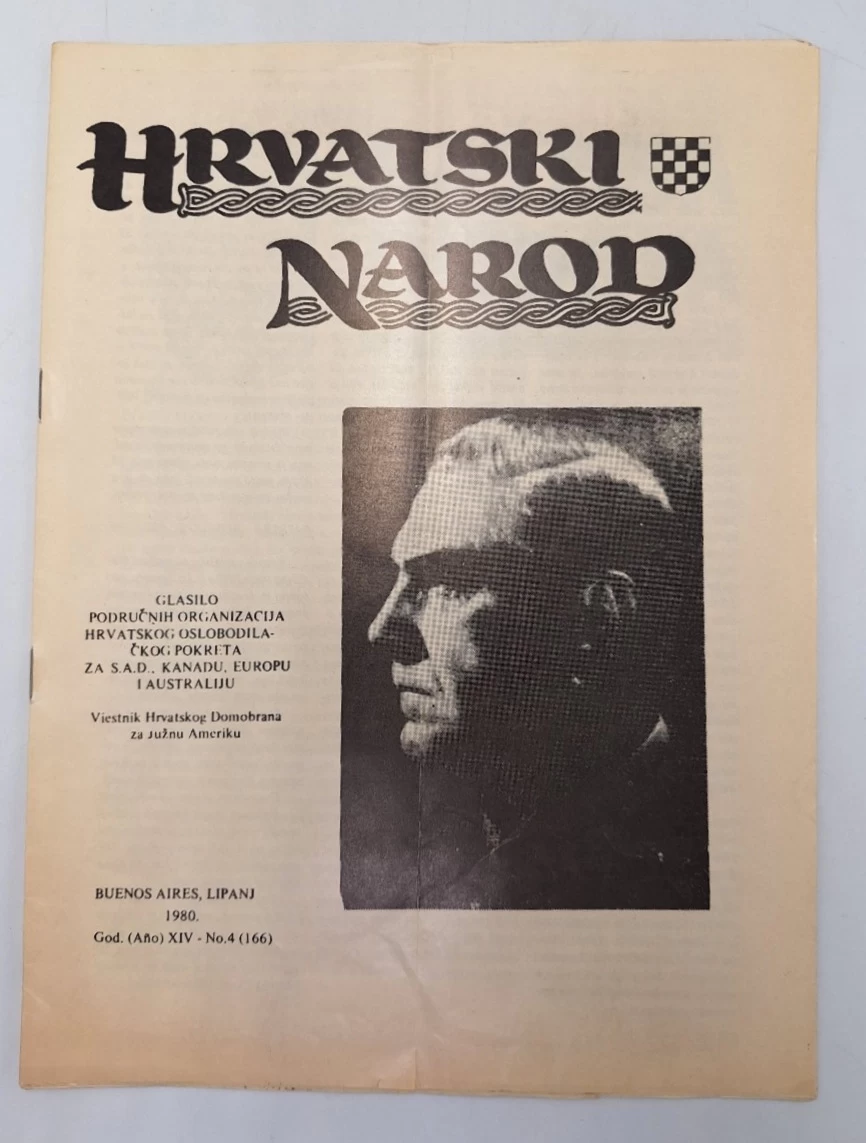 HRVATSKI
NAROD
GLASILO
PODRUČNIH ORGANIZACIJA
HRVATSKOG OSLOBODILA-
ČKOG POKRETA
ZA S.A.D., KANADU, EUROPU
I AUSTRALIJU
Viestnik Hrvatskog Domobrana
za Južnu Ameriku
BUENOS AIRES, LIPANJ
1980.
God. (Año) XIV - No.4 (166)